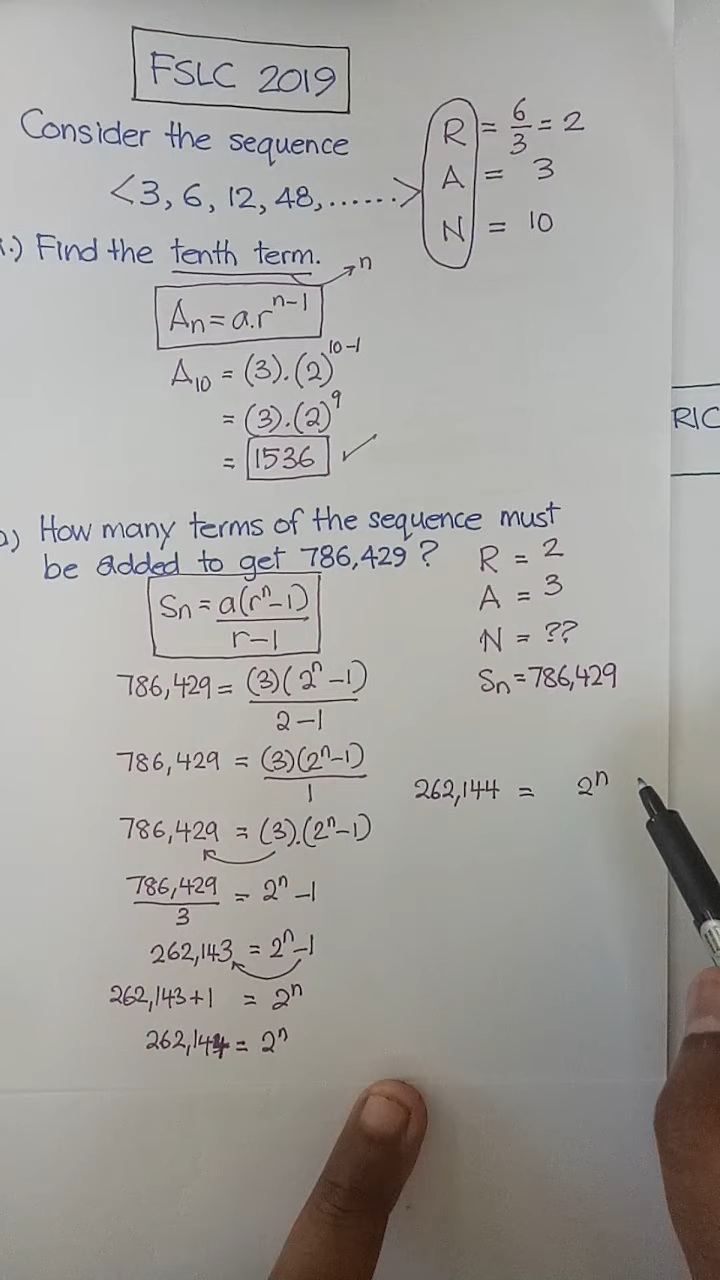 FSLC 2019
Consider the sequence
<3, 6, 12, 48, ......>
R = 6/3 = 2
A = 3
N = 10
.) Find the tenth term. → n
An = a.r^n-1
A10 = (3).(2)^10-1
= (3).(2)^9
= 1536 ✓
) How many terms of the sequence must
be added to get 786,429 ?
Sn = a(r^n-1)/r-1
R = 2
A = 3
N = ??
Sn = 786,429
786,429 = (3)(2^n-1)/2-1
786,429 = (3)(2^n-1)/1
786,429 = (3).(2^n-1)
786,429/3 = 2^n-1
262,143 = 2^n-1
262,143+1 = 2^n
262,144 = 2^n
262,144 = 2^n
RIC